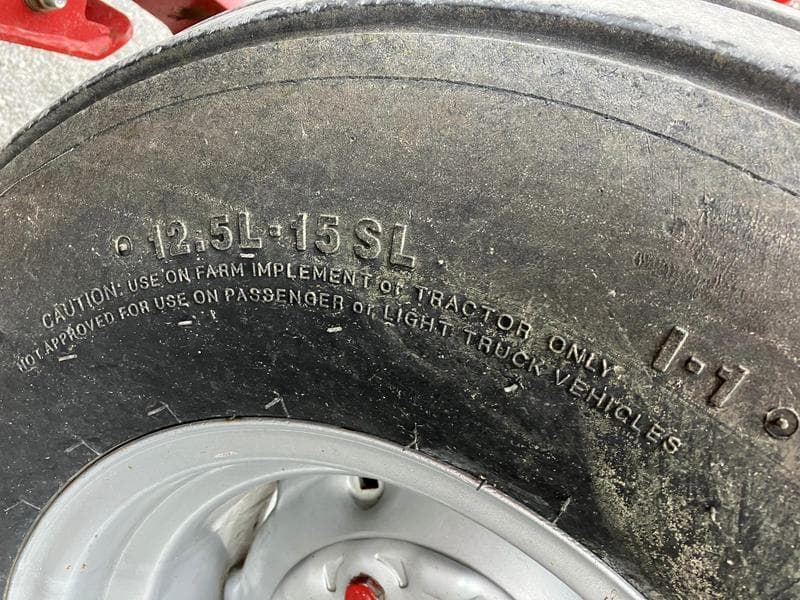 12.5L-15 SL
CAUTION: USE ON FARM IMPLEMENT or TRACTOR ONLY.
NOT APPROVED FOR USE ON PASSENGER or LIGHT TRUCK VEHICLES
I-1